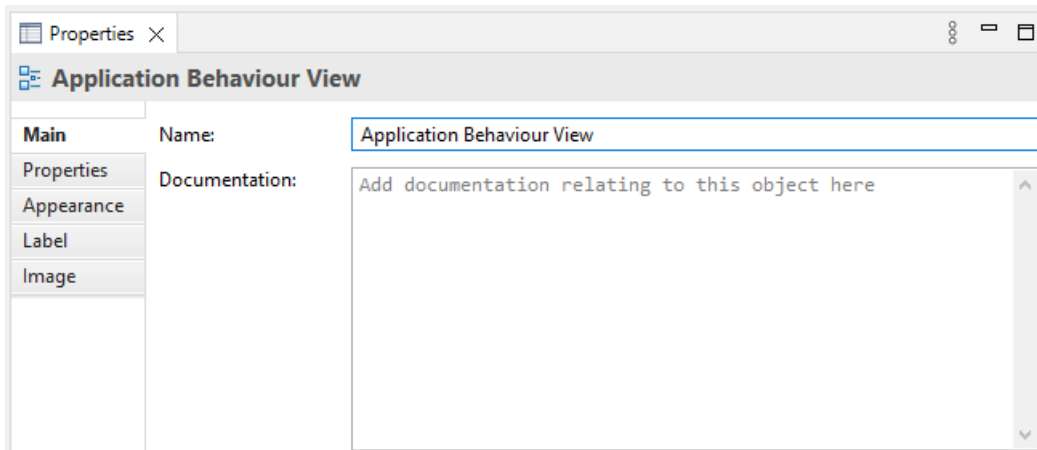 Properties
Application Behaviour View
Main
Name:
Application Behaviour View
Properties
Documentation:
Add documentation relating to this object here
Appearance
Label
Image